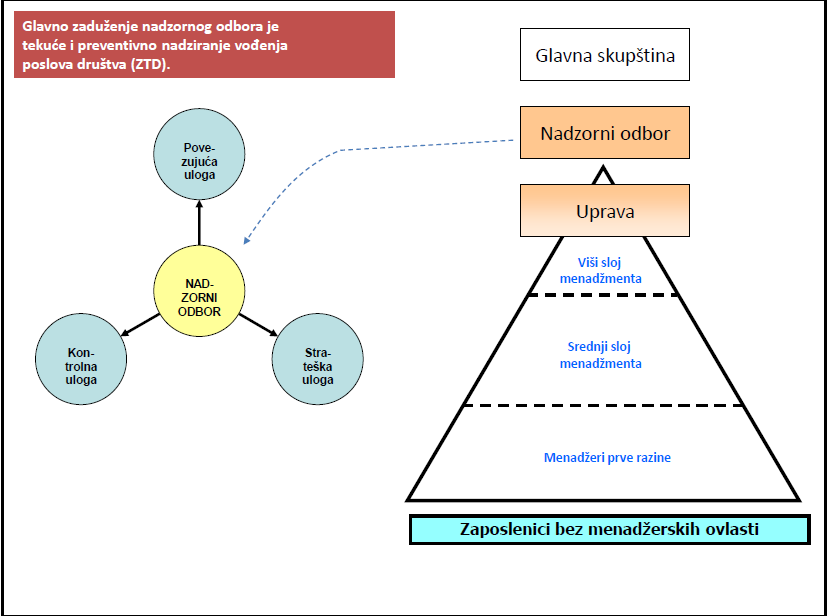 Glavno zaduženje nadzornog odbora je
tekuće i preventivno nadziranje vođenja
poslova društva (ZTD).
Pove-
zujuća
uloga
NAD-
ZORNI
ODBOR
Kon-
trolna
uloga
Stra-
teška
uloga
Glavna skupština
Nadzorni odbor
Uprava
Viši sloj
menadžmenta
Srednji sloj
menadžmenta
Menadžeri prve razine
Zaposlenici bez menadžerskih ovlasti